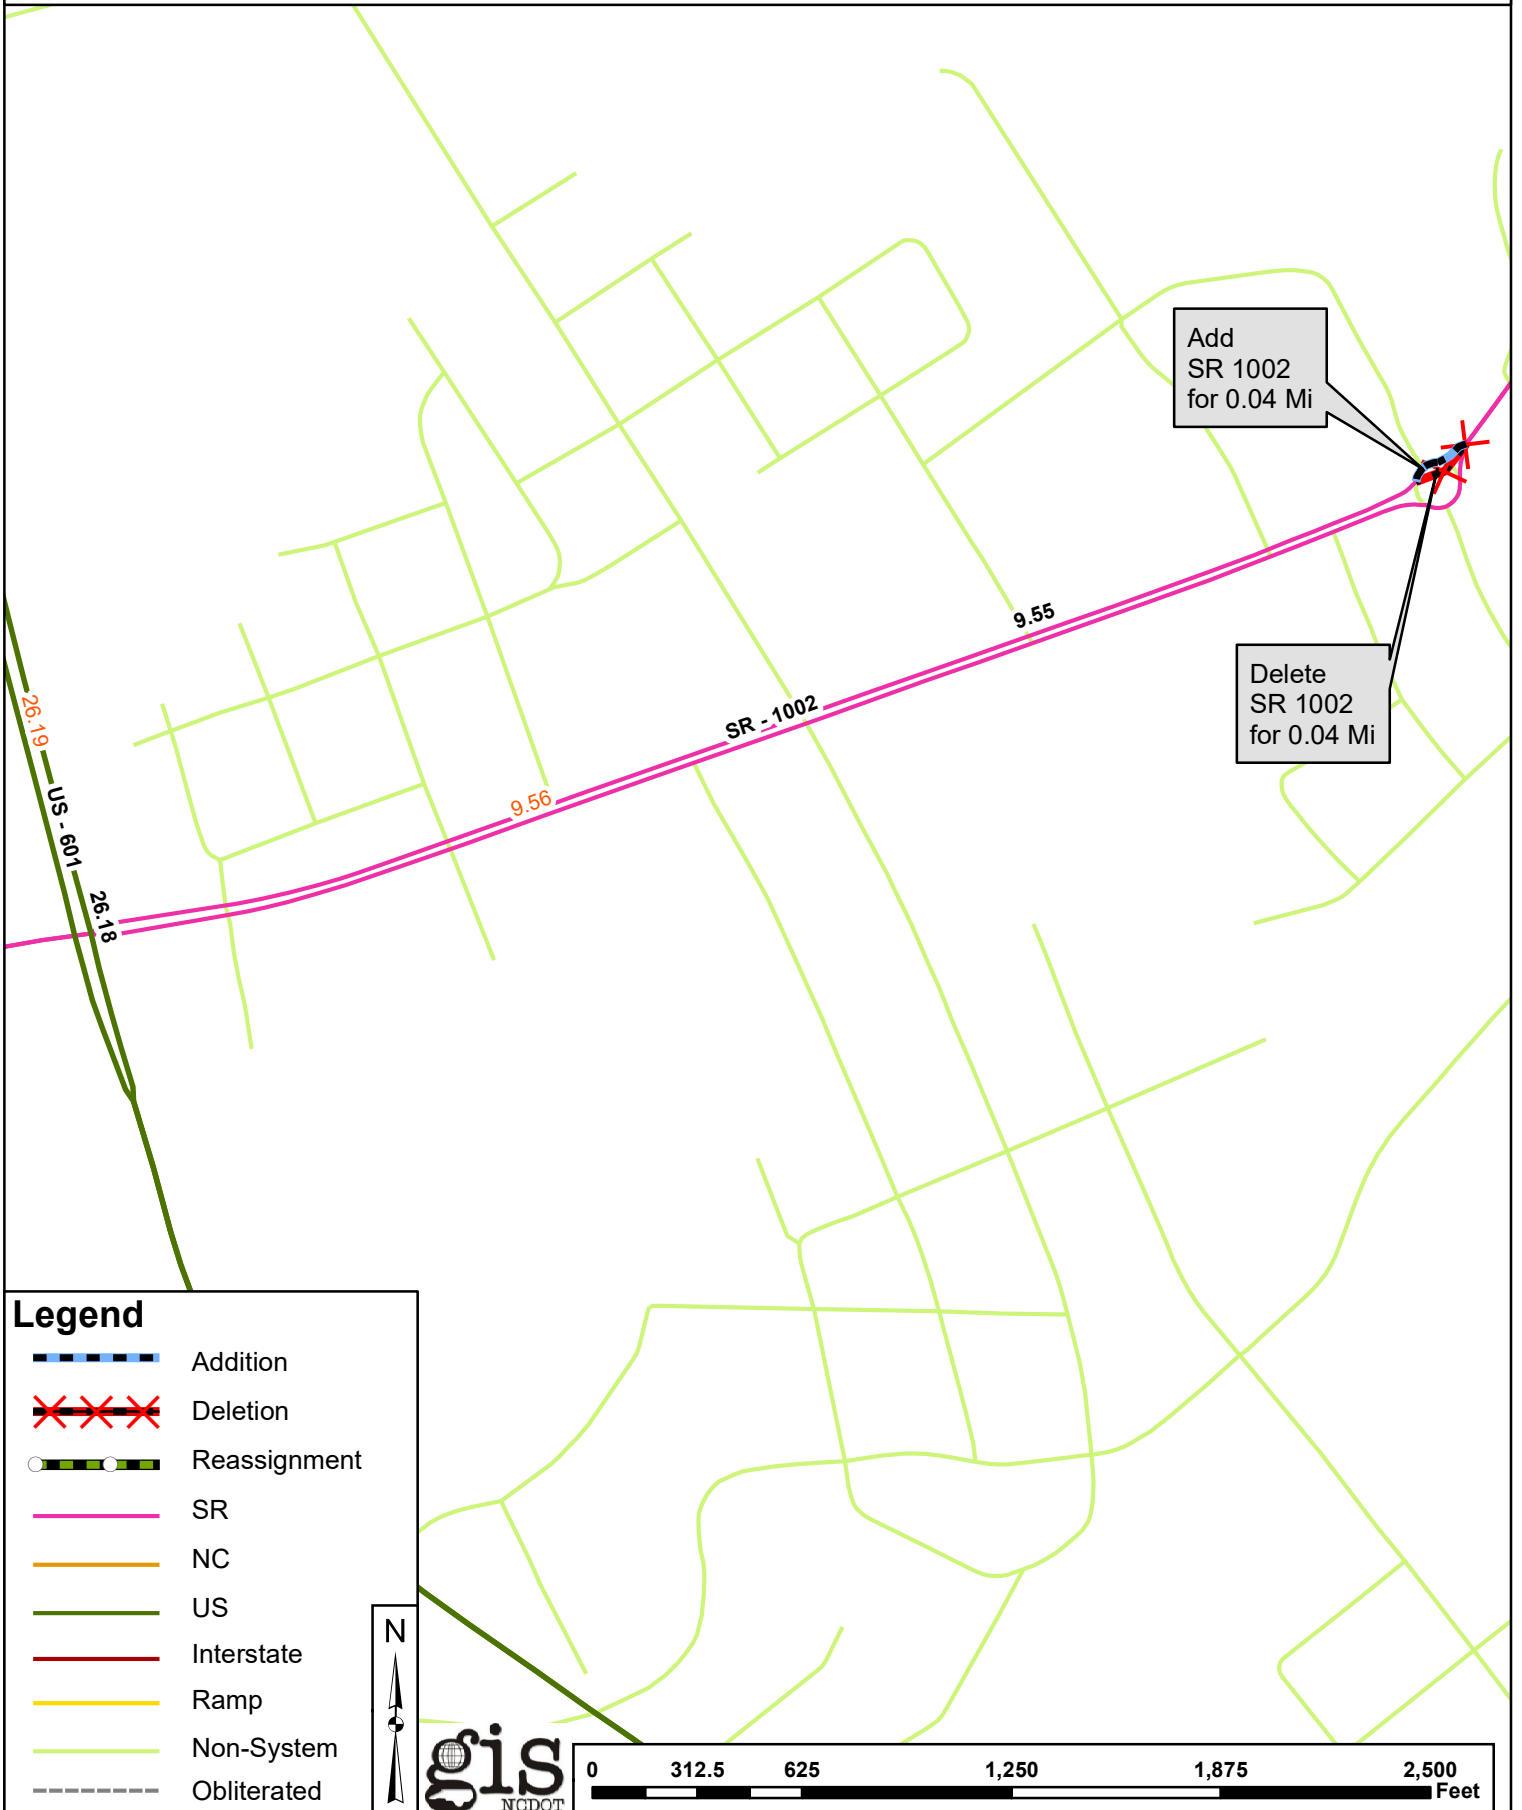 Add
SR 1002
for 0.04 Mi
9.55
Delete
SR 1002
for 0.04 Mi
SR - 1002
26.19
9.56
US - 601
26.18
Legend
Addition
Deletion
Reassignment
SR
NC
US
Interstate
Ramp
Non-System
Obliterated
N
gis
NCDOT
0 312.5 625 1,250 1,875 2,500
Feet